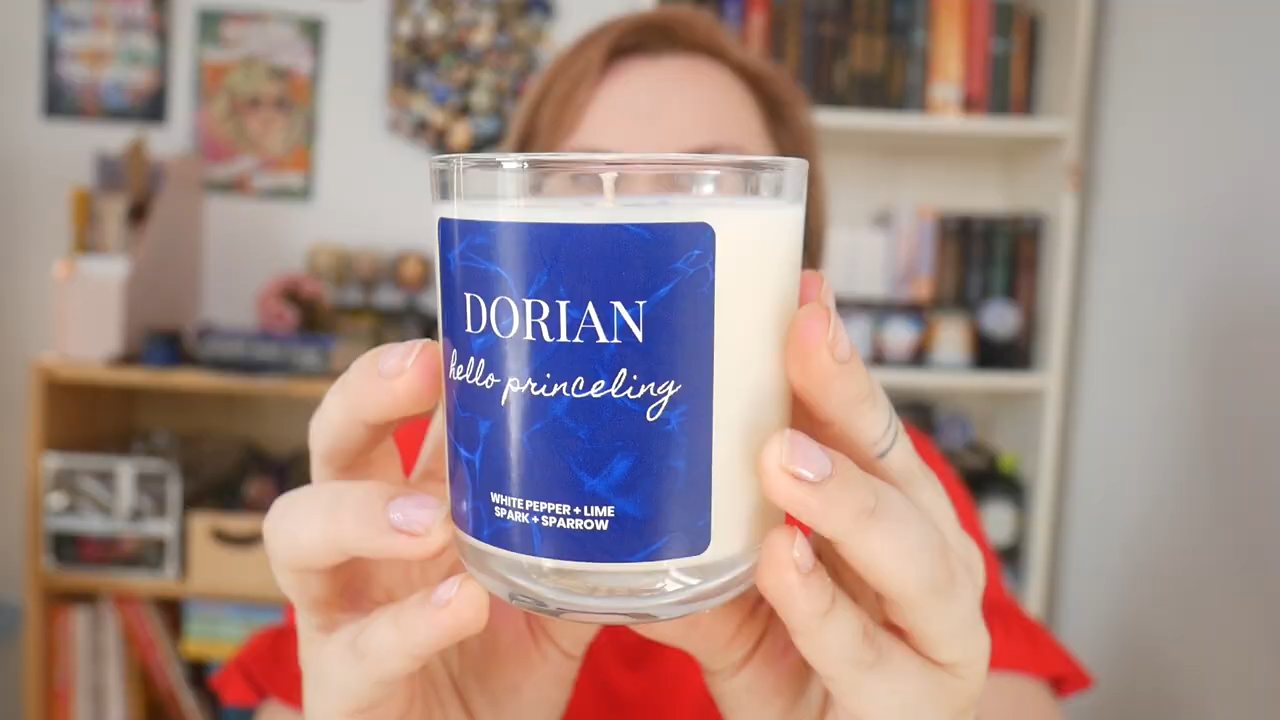 DORIAN
hello princeling
WHITE PEPPER + LIME
SPARK + SPARROW